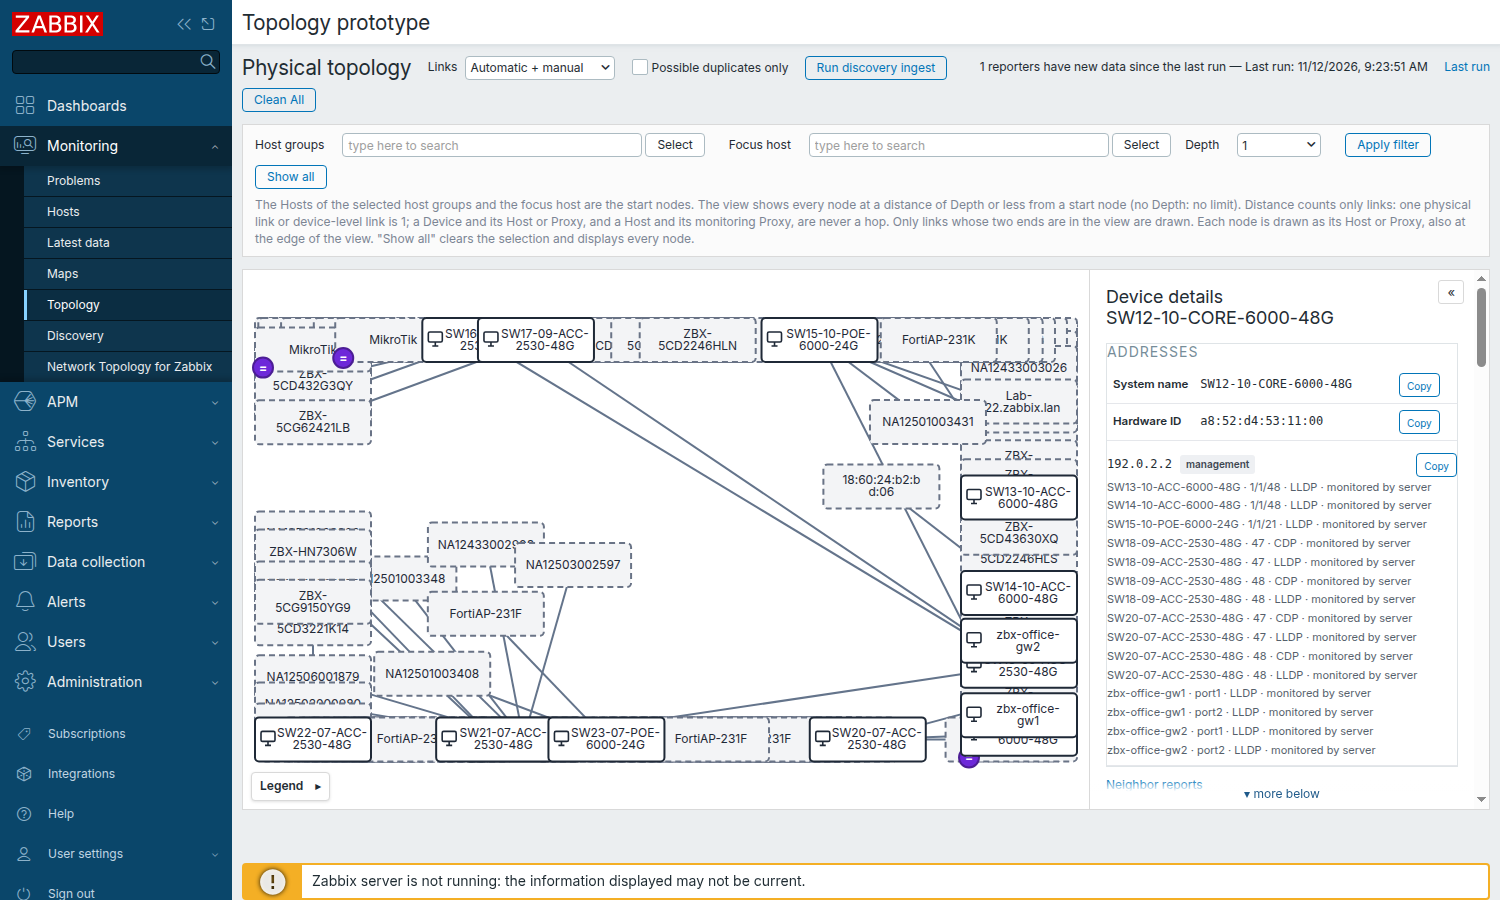 ZABBIX
Dashboards
Monitoring
Problems
Hosts
Latest data
Maps
Topology
Discovery
Network Topology for Zabbix
APM
Services
Inventory
Reports
Data collection
Alerts
Users
Administration
Subscriptions
Integrations
Help
User settings
Sign out
Topology prototype
Physical topology
Links Automatic + manual Possible duplicates only Run discovery ingest 1 reporters have new data since the last run — Last run: 11/12/2026, 9:23:51 AM Last run
Clean All
Host groups type here to search Select Focus host type here to search Select Depth 1 Apply filter
Show all
The Hosts of the selected host groups and the focus host are the start nodes. The view shows every node at a distance of Depth or less from a start node (no Depth: no limit). Distance counts only links: one physical
link or device-level link is 1; a Device and its Host or Proxy, and a Host and its monitoring Proxy, are never a hop. Only links whose two ends are in the view are drawn. Each node is drawn as its Host or Proxy, also at
the edge of the view. "Show all" clears the selection and displays every node.
MikroTik
MikroTik
SW16
SW17-09-ACC-
2530-48G
ZBX-
5CD2246HLN
SW15-10-POE-
6000-24G
FortiAP-231K
5CD432G3QY
ZBX-
5CG62421LB
NA12433003026
Lab-
22.zabbix.lan
NA12501003431
18:60:24:b2:b
d:06
SW13-10-ACC-
6000-48G
ZBX-
5CD43630XQ
5CD2246HLS
SW14-10-ACC-
6000-48G
zbx-office-
gw2
2530-48G
zbx-office-
gw1
6000-48G
ZBX-HN7306W
ZBX-
5CG9150YG9
5CD3221K14
2501003348
NA12503002597
FortiAP-231F
NA12506001879
NA12501003408
SW22-07-ACC-
2530-48G
FortiAP-23
SW21-07-ACC-
2530-48G
SW23-07-POE-
6000-24G
FortiAP-231F
231F
SW20-07-ACC-
2530-48G
Legend ▸
Device details
SW12-10-CORE-6000-48G
«
ADDRESSES
System name SW12-10-CORE-6000-48G Copy
Hardware ID a8:52:d4:53:11:00 Copy
192.0.2.2 management Copy
SW13-10-ACC-6000-48G · 1/1/48 · LLDP · monitored by server
SW14-10-ACC-6000-48G · 1/1/48 · LLDP · monitored by server
SW15-10-POE-6000-24G · 1/1/21 · LLDP · monitored by server
SW18-09-ACC-2530-48G · 47 · CDP · monitored by server
SW18-09-ACC-2530-48G · 47 · LLDP · monitored by server
SW18-09-ACC-2530-48G · 48 · CDP · monitored by server
SW18-09-ACC-2530-48G · 48 · LLDP · monitored by server
SW20-07-ACC-2530-48G · 47 · CDP · monitored by server
SW20-07-ACC-2530-48G · 47 · LLDP · monitored by server
SW20-07-ACC-2530-48G · 48 · CDP · monitored by server
SW20-07-ACC-2530-48G · 48 · LLDP · monitored by server
zbx-office-gw1 · port1 · LLDP · monitored by server
zbx-office-gw1 · port2 · LLDP · monitored by server
zbx-office-gw2 · port1 · LLDP · monitored by server
zbx-office-gw2 · port2 · LLDP · monitored by server
Neighbor reports
▾ more below
Zabbix server is not running: the information displayed may not be current.